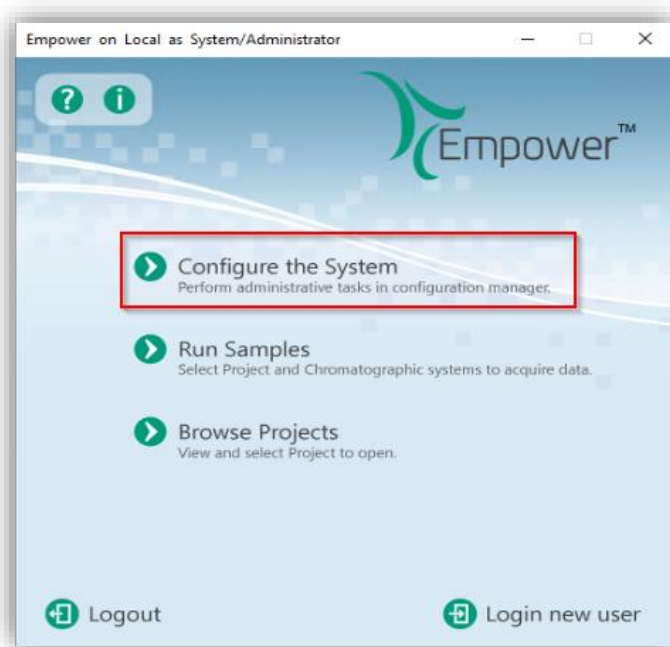 Empower on Local as System/Administrator
Empower™
Configure the System
Perform administrative tasks in configuration manager.
Run Samples
Select Project and Chromatographic systems to acquire data.
Browse Projects
View and select Project to open.
Logout
Login new user